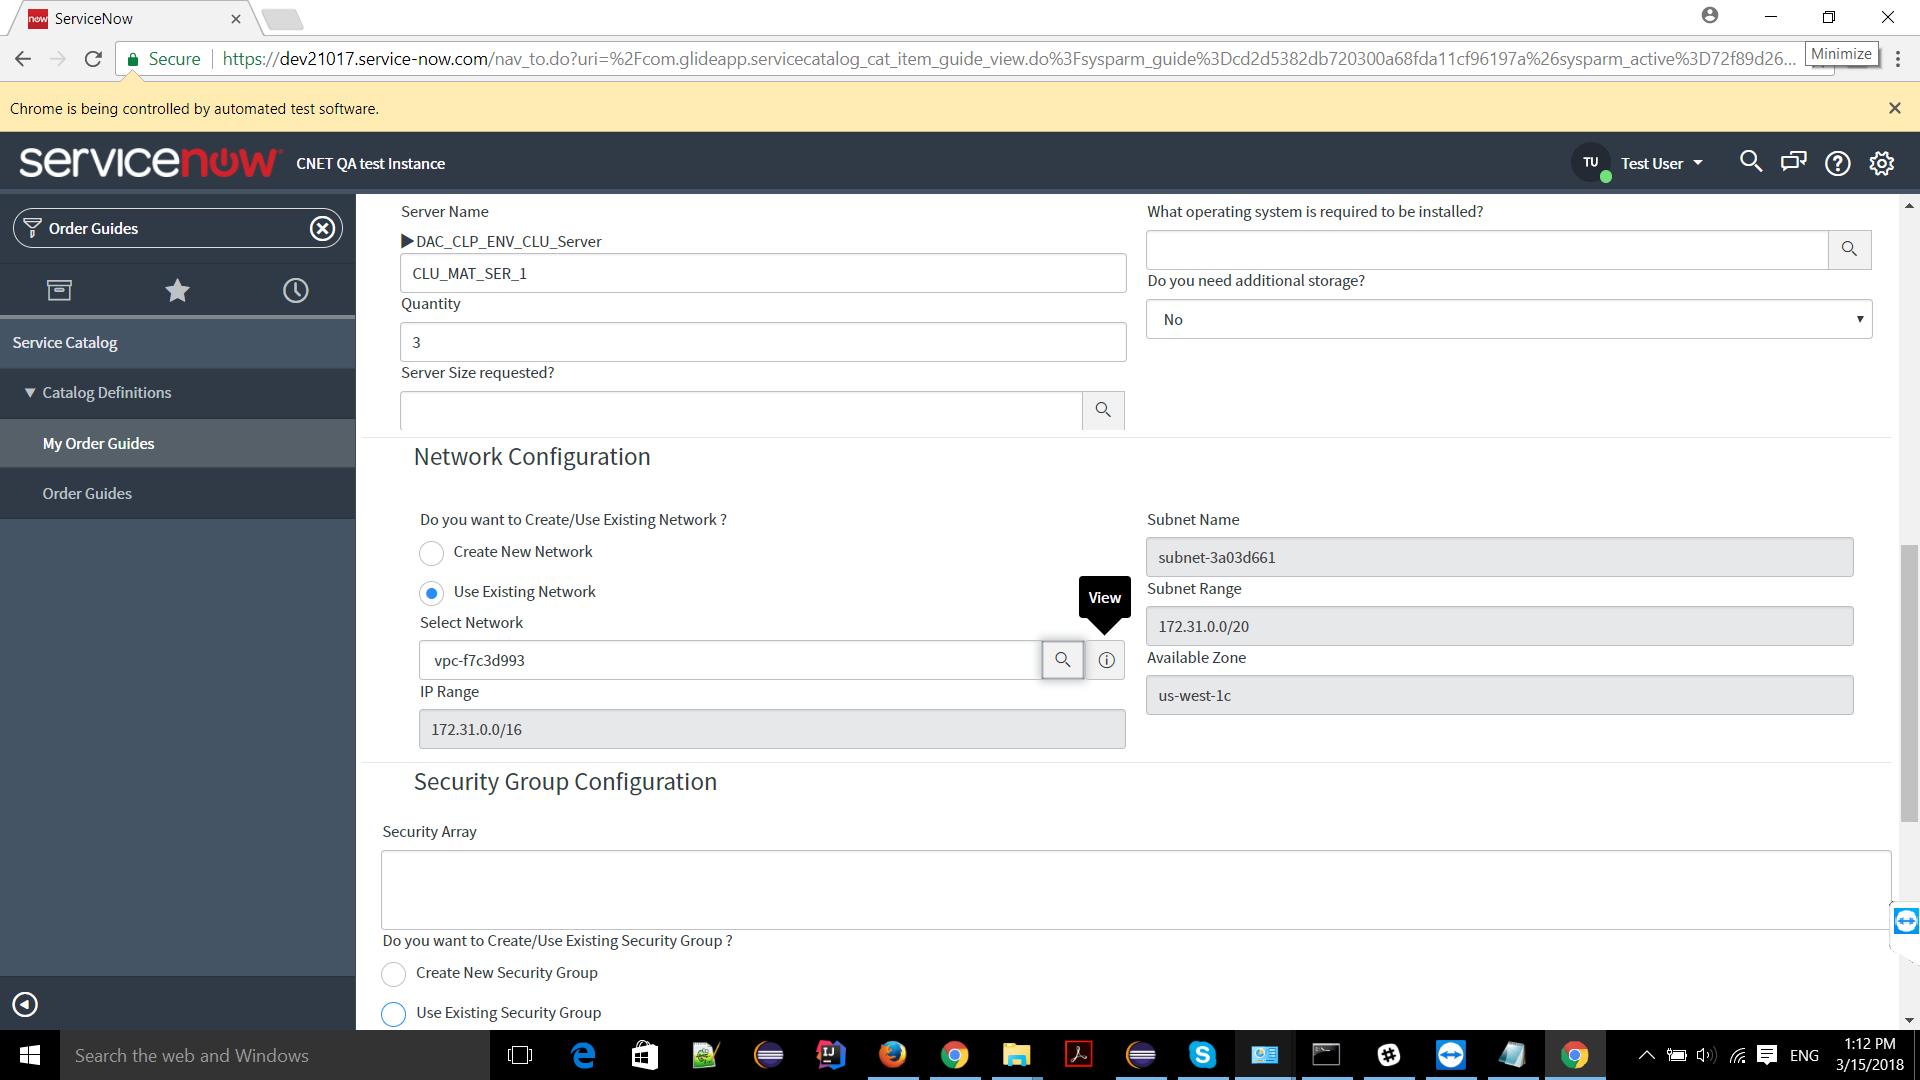 now ServiceNow
Secure https://dev21017.service-now.com/nav_to.do?uri=%2Fcom.glideapp.servicecatalog_cat_item_guide_view.do%3Fsysparm_guide%3Dcd2d5382db720300a68fda11cf96197a%26sysparm_active%3D72f89d26...
Minimize
Chrome is being controlled by automated test software.
servicenow CNET QA test Instance
TU Test User
Order Guides
Service Catalog
Catalog Definitions
My Order Guides
Order Guides
Server Name
DAC_CLP_ENV_CLU_Server
CLU_MAT_SER_1
Quantity
3
Server Size requested?
What operating system is required to be installed?
Do you need additional storage?
No
Network Configuration
Do you want to Create/Use Existing Network ?
Create New Network
Use Existing Network
Select Network
View
vpc-f7c3d993
IP Range
172.31.0.0/16
Subnet Name
subnet-3a03d661
Subnet Range
172.31.0.0/20
Available Zone
us-west-1c
Security Group Configuration
Security Array
Do you want to Create/Use Existing Security Group ?
Create New Security Group
Use Existing Security Group
Search the web and Windows
ENG
1:12 PM
3/15/2018